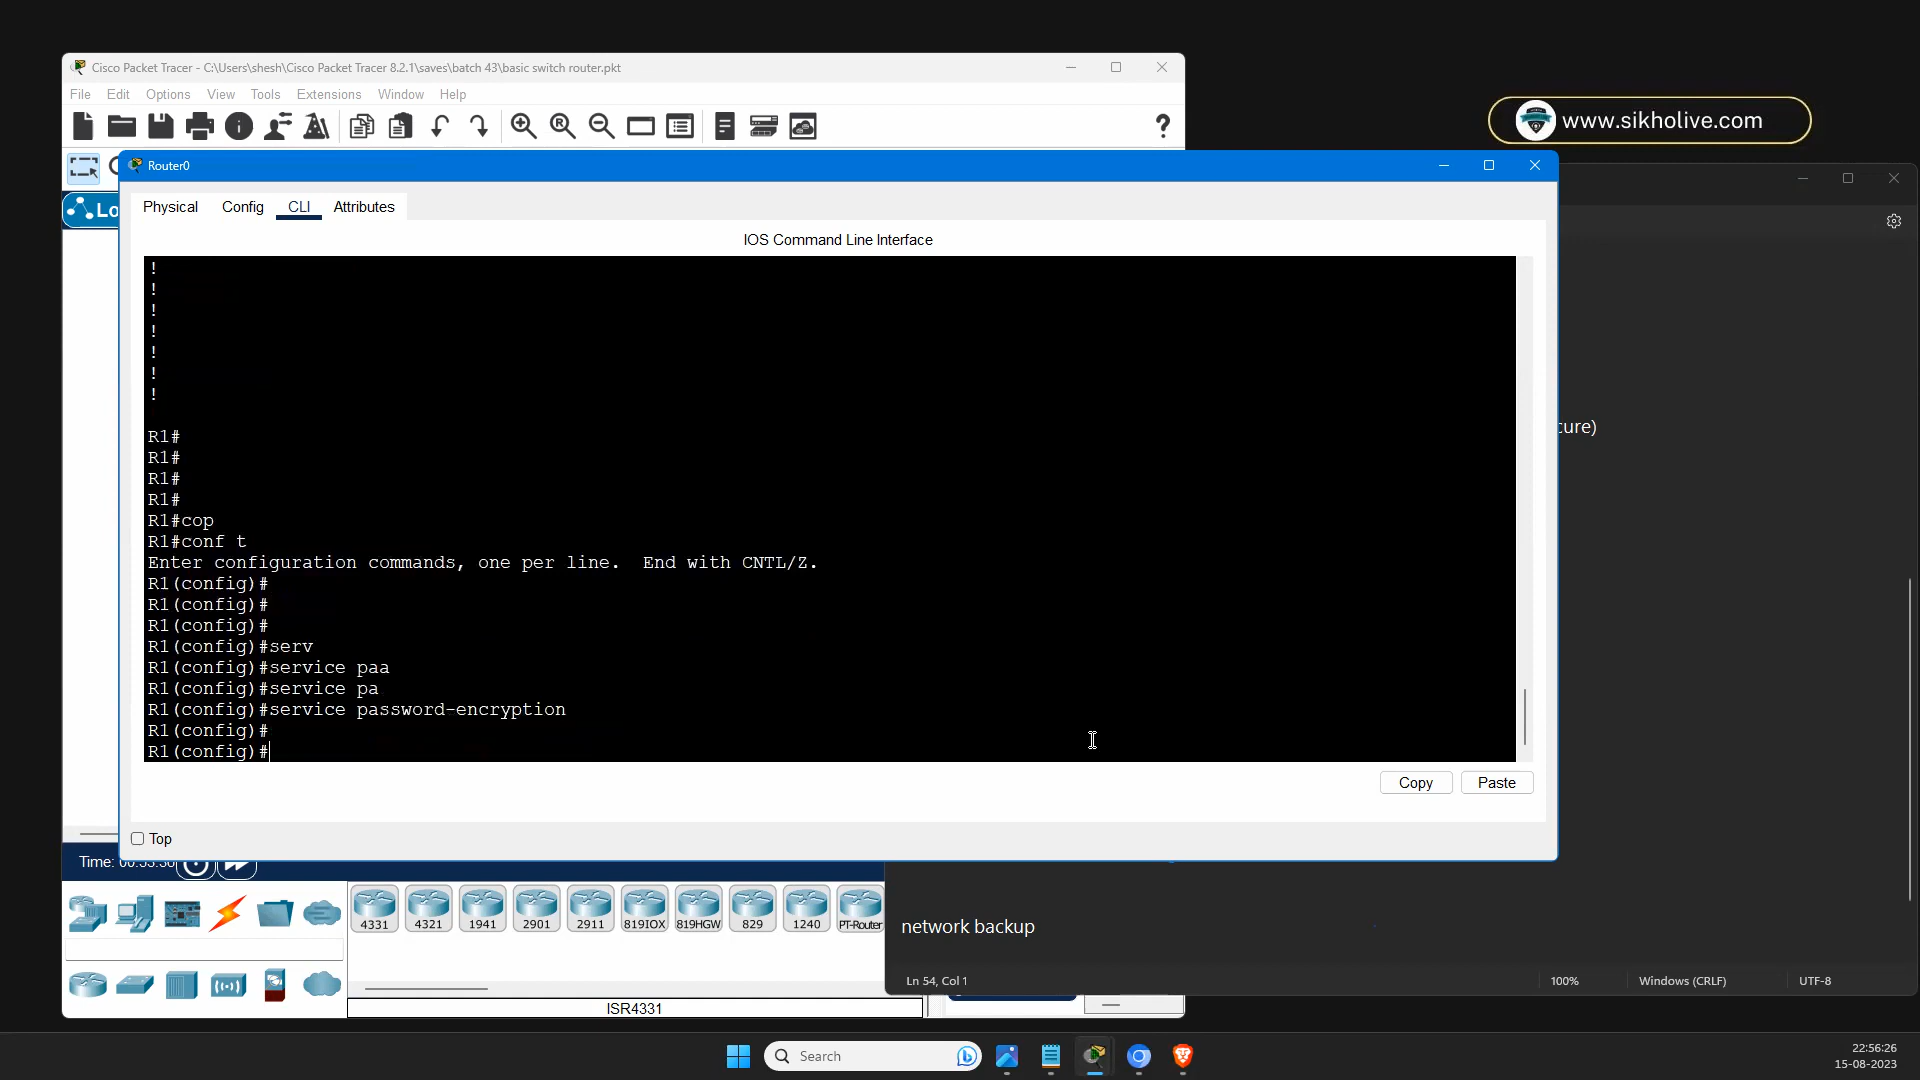 Cisco Packet Tracer - C:\Users\shesh\Cisco Packet Tracer 8.2.1\saves\batch 43\basic switch router.pkt
File Edit Options View Tools Extensions Window Help
www.sikholive.com
Router0
Lo
Physical Config CLI Attributes
IOS Command Line Interface
!
!
!
!
!
!
!
R1#
R1#
R1#
R1#
R1#cop
R1#conf t
Enter configuration commands, one per line.  End with CNTL/Z.
R1(config)#
R1(config)#
R1(config)#
R1(config)#serv
R1(config)#service paa
R1(config)#service pa
R1(config)#service password-encryption
R1(config)#
R1(config)#
cure)
Copy Paste
Top
Time:
4331 4321 1941 2901 2911 819IOX 819HGW 829 1240 PT-Router
network backup
Ln 54, Col 1 100% Windows (CRLF) UTF-8
ISR4331
Search
22:56:26
15-08-2023